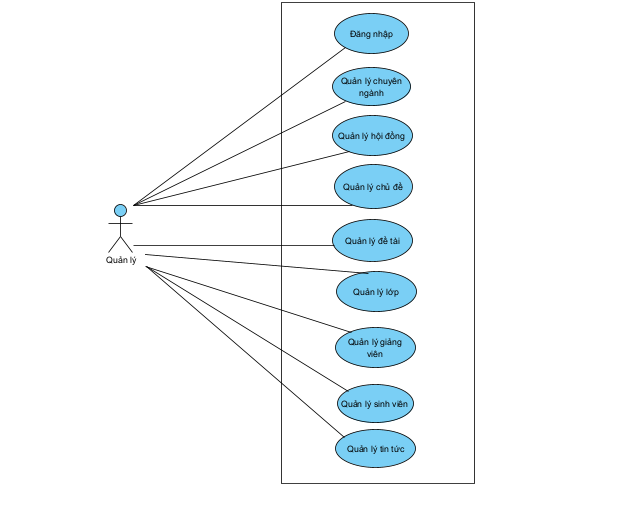 Đăng nhập
Quản lý chuyên
ngành
Quản lý hội đồng
Quản lý chủ đề
Quản lý đề tài
Quản lý
Quản lý lớp
Quản lý giảng
viên
Quản lý sinh viên
Quản lý tin tức